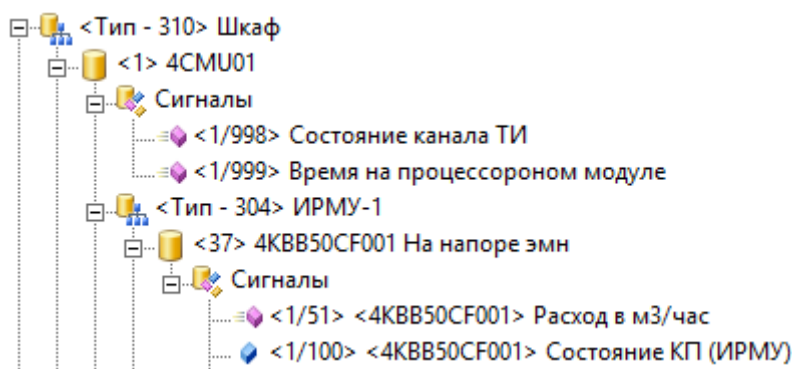 <Тип - 310> Шкаф
<1> 4CMU01
Сигналы
<1/998> Состояние канала ТИ
<1/999> Время на процессороном модуле
<Тип - 304> ИРМУ-1
<37> 4KBB50CF001 На напоре эмн
Сигналы
<1/51> <4KBB50CF001> Расход в м3/час
<1/100> <4KBB50CF001> Состояние КП (ИРМУ)